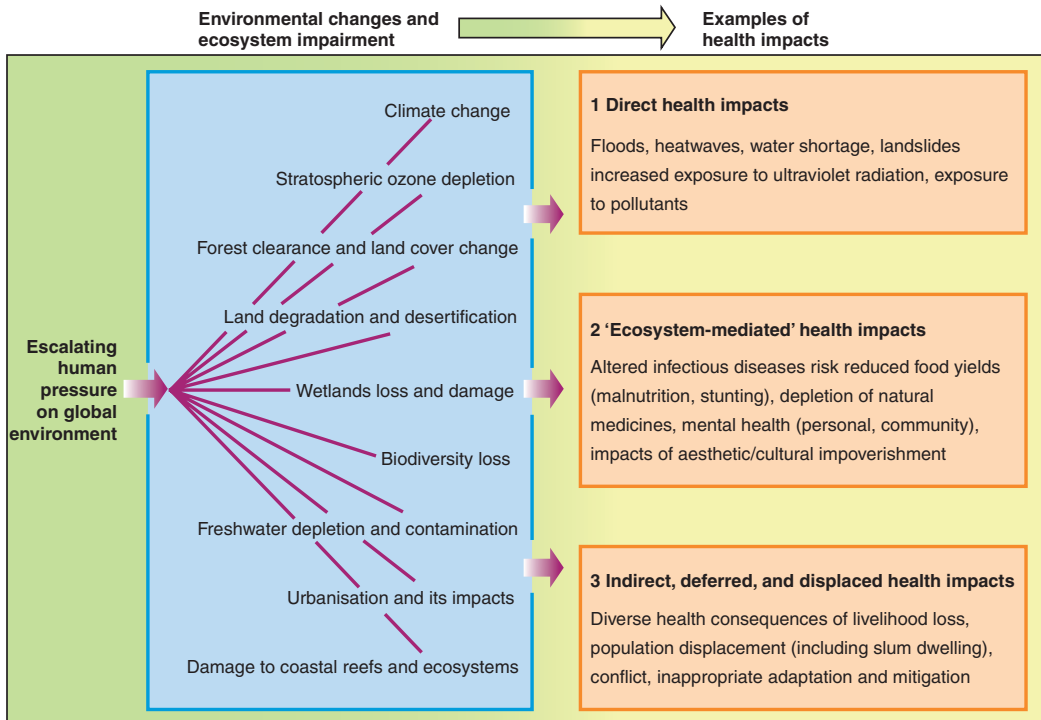 Environmental changes and
ecosystem impairment
Examples of
health impacts
Escalating
human
pressure
on global
environment
Climate change
Stratospheric ozone depletion
Forest clearance and land cover change
Land degradation and desertification
Wetlands loss and damage
Biodiversity loss
Freshwater depletion and contamination
Urbanisation and its impacts
Damage to coastal reefs and ecosystems
1 Direct health impacts
Floods, heatwaves, water shortage, landslides
increased exposure to ultraviolet radiation, exposure
to pollutants
2 ‘Ecosystem-mediated’ health impacts
Altered infectious diseases risk reduced food yields
(malnutrition, stunting), depletion of natural
medicines, mental health (personal, community),
impacts of aesthetic/cultural impoverishment
3 Indirect, deferred, and displaced health impacts
Diverse health consequences of livelihood loss,
population displacement (including slum dwelling),
conflict, inappropriate adaptation and mitigation